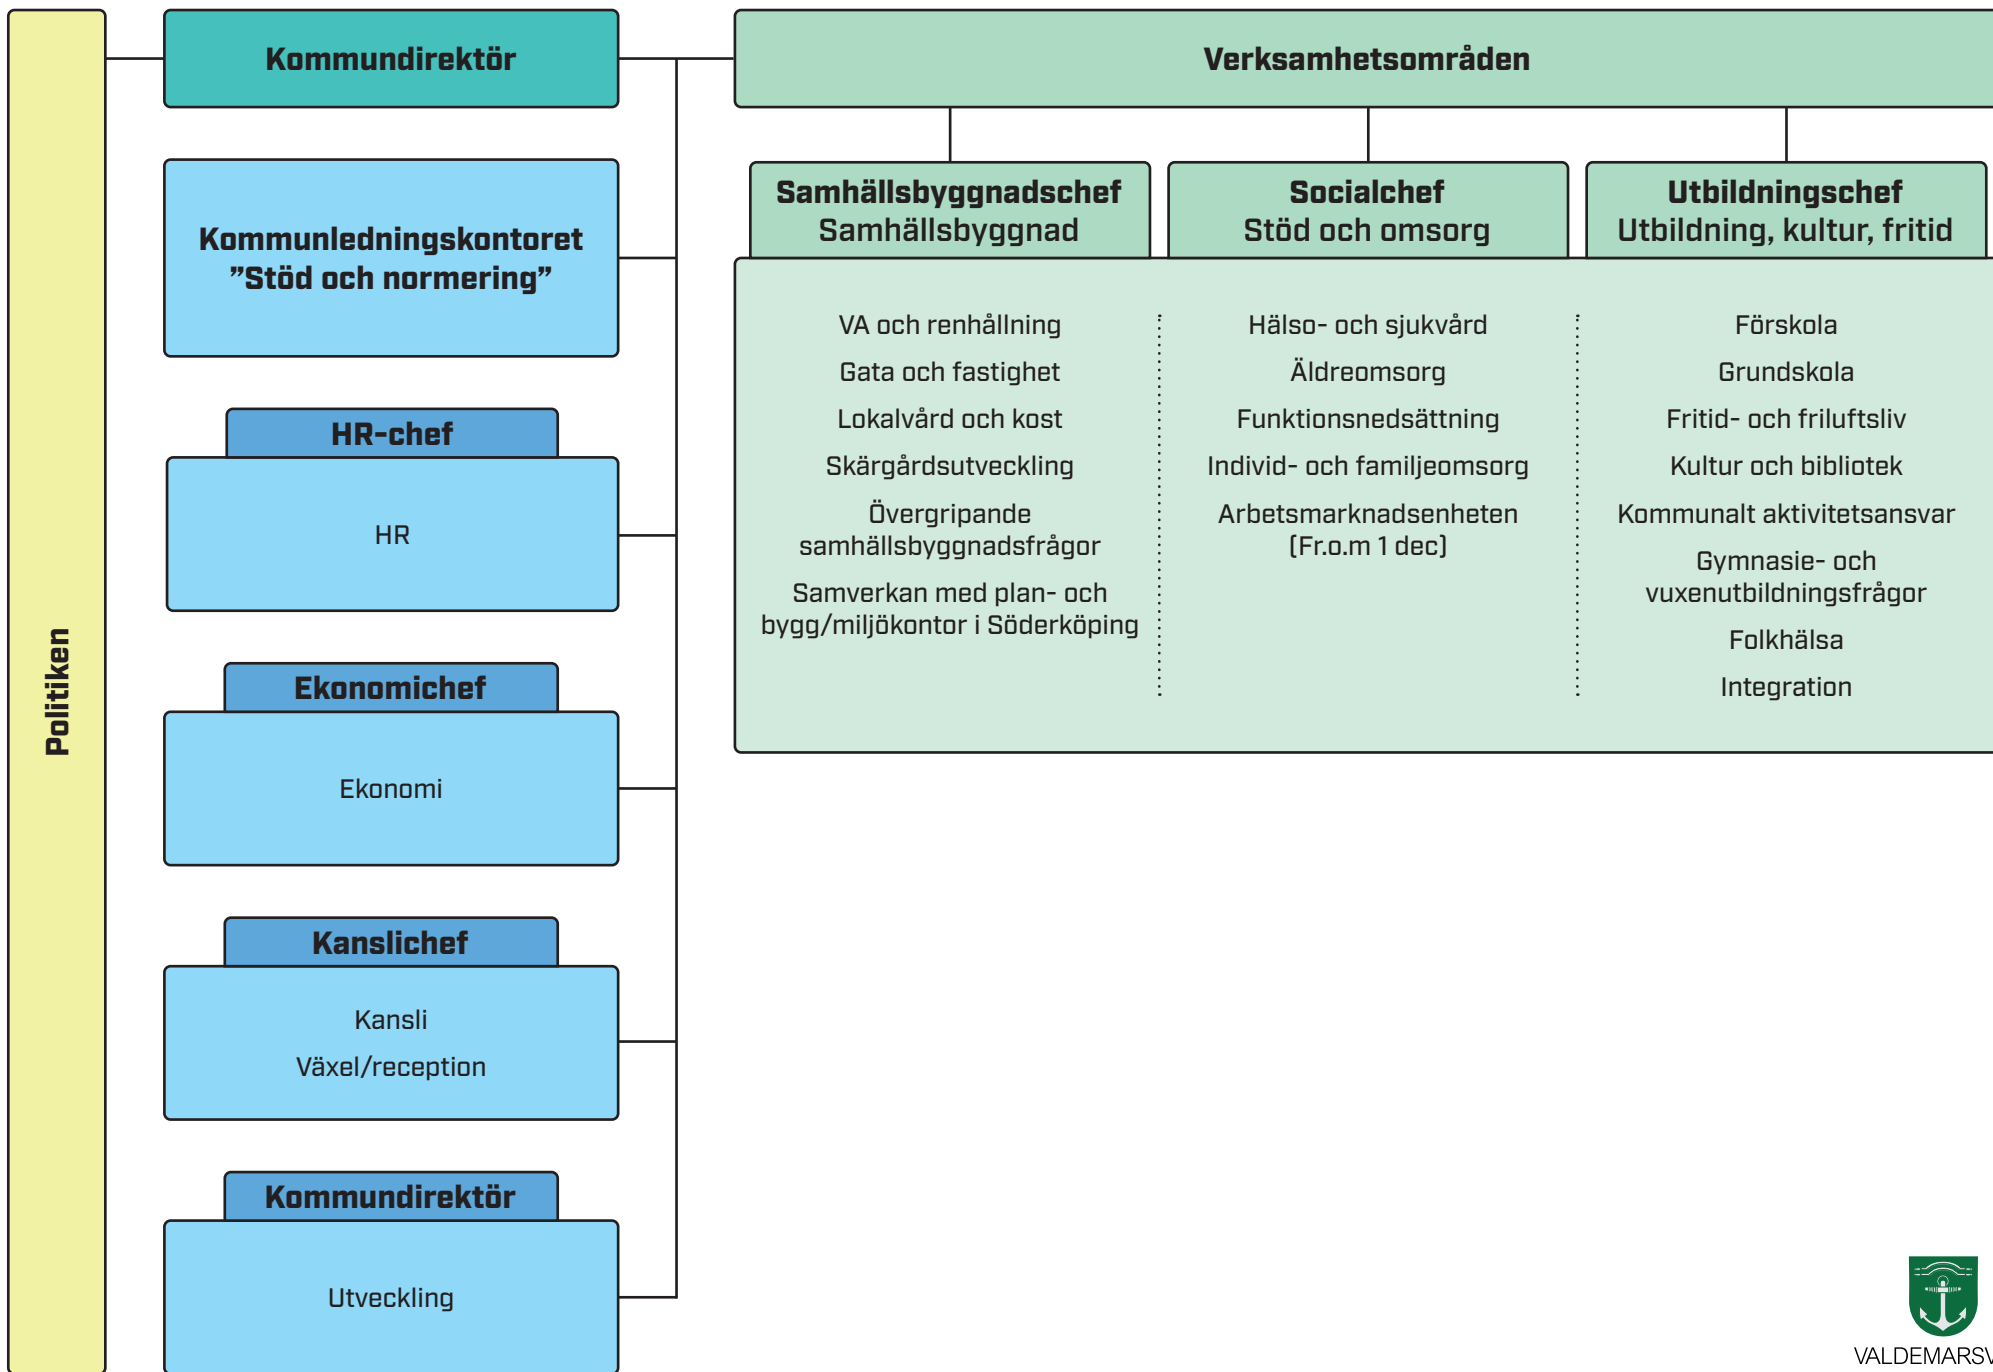 Politiken
Kommundirektör
Kommunledningskontoret
”Stöd och normering”
HR-chef
HR
Ekonomichef
Ekonomi
Kanslichef
Kansli
Växel/reception
Kommundirektör
Utveckling
Verksamhetsområden
Samhällsbyggnadschef
Samhällsbyggnad
VA och renhållning
Gata och fastighet
Lokalvård och kost
Skärgårdsutveckling
Övergripande
samhällsbyggnadsfrågor
Samverkan med plan- och
bygg/miljökontor i Söderköping
Socialchef
Stöd och omsorg
Hälso- och sjukvård
Äldreomsorg
Funktionsnedsättning
Individ- och familjeomsorg
Arbetsmarknadsenheten
(Fr.o.m 1 dec)
Utbildningschef
Utbildning, kultur, fritid
Förskola
Grundskola
Fritid- och friluftsliv
Kultur och bibliotek
Kommunalt aktivitetsansvar
Gymnasie- och
vuxenutbildningsfrågor
Folkhälsa
Integration